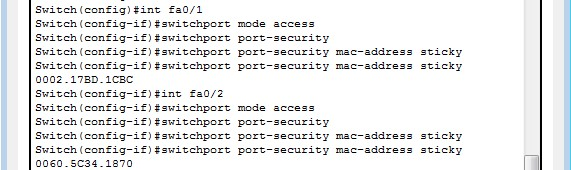 Switch(config)#int fa0/1
Switch(config-if)#switchport mode access
Switch(config-if)#switchport port-security
Switch(config-if)#switchport port-security mac-address sticky
Switch(config-if)#switchport port-security mac-address sticky
0002.17BD.1CBC
Switch(config-if)#int fa0/2
Switch(config-if)#switchport mode access
Switch(config-if)#switchport port-security
Switch(config-if)#switchport port-security mac-address sticky
Switch(config-if)#switchport port-security mac-address sticky
0060.5C34.1870